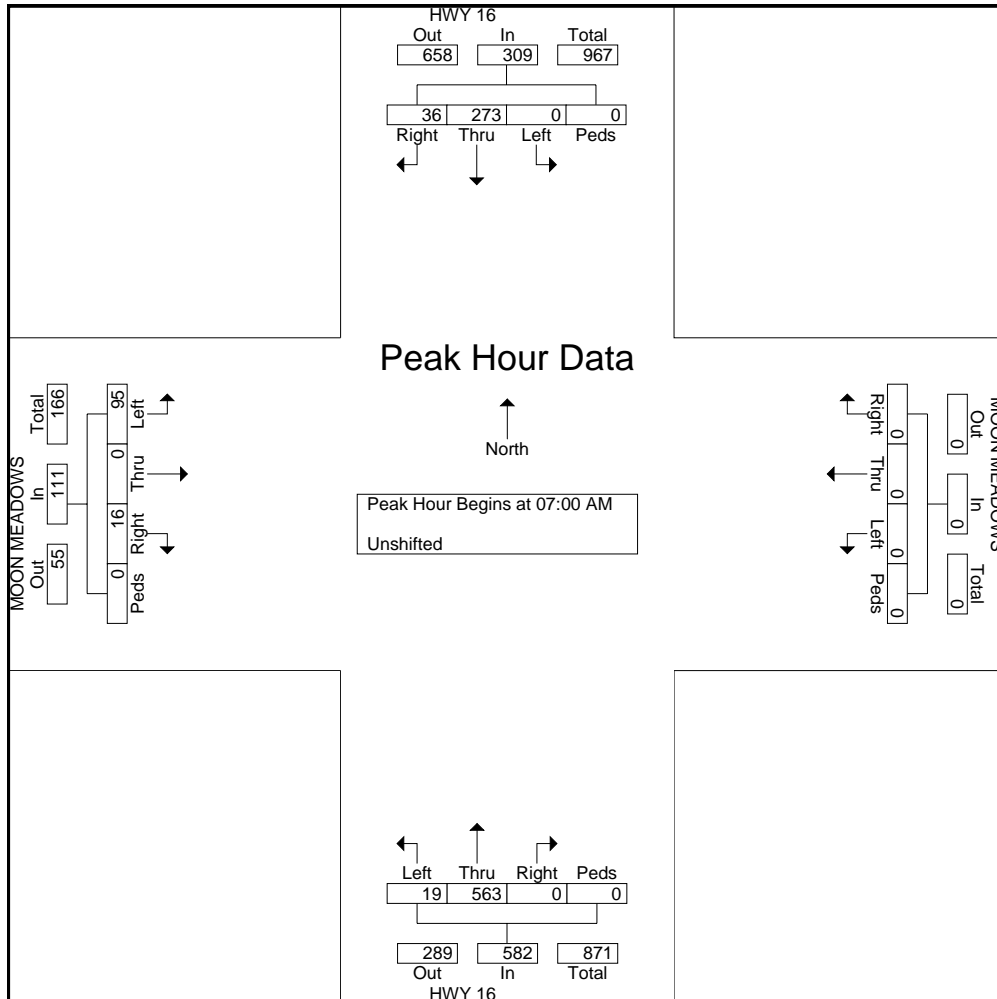 HWY 16
Out In Total
658 309 967
36 273 0 0
Right Thru Left Peds
Peak Hour Data
North
Peak Hour Begins at 07:00 AM
Unshifted
MOON MEADOWS
Total In Out
166 111 55
95 0 16 0
Left Thru Right Peds
MOON MEADOWS
Out In Total
0 0 0
Right Thru Left Peds
0 0 0 0
Left Thru Right Peds
19 563 0 0
289 582 871
Out In Total
HWY 16